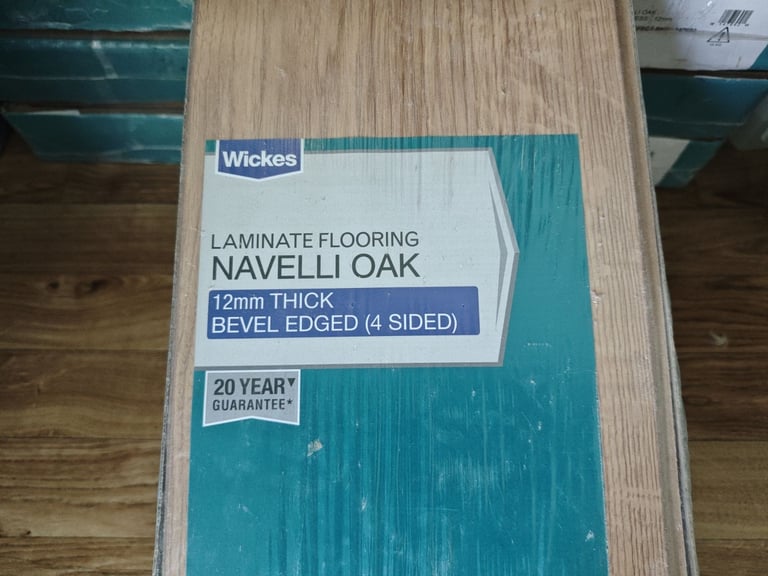 Wickes
LAMINATE FLOORING
NAVELLI OAK
12mm THICK
BEVEL EDGED (4 SIDED)
20 YEAR▼
GUARANTEE*